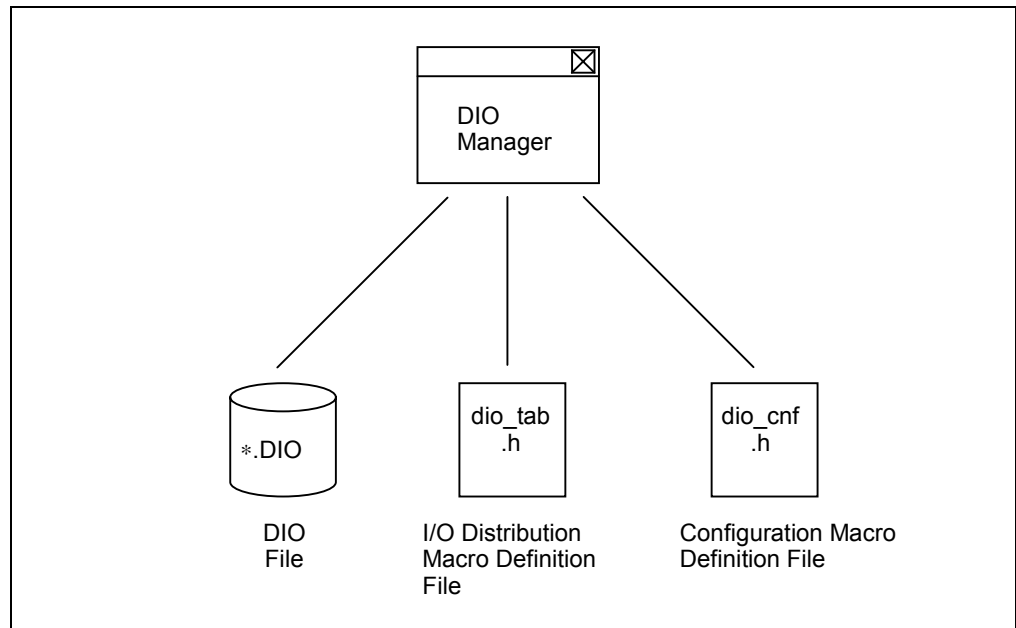 DIO
Manager
*.DIO
dio_tab
.h
dio_cnf
.h
DIO
File
I/O Distribution
Macro Definition
File
Configuration Macro
Definition File